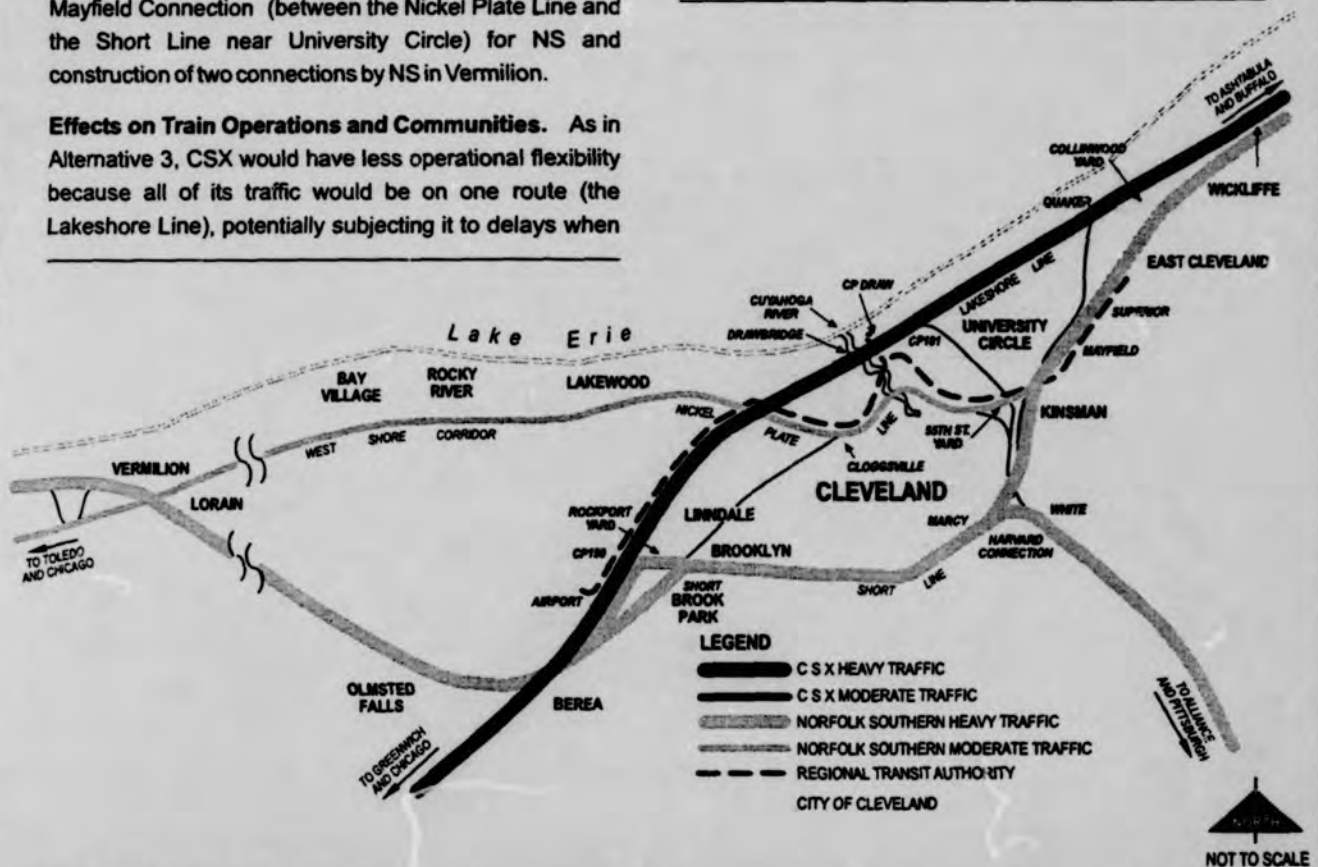 Mayfield Connection (between the Nickel Plate Line and
the Short Line near University Circle) for NS and
construction of two connections by NS in Vermilion.
Effects on Train Operations and Communities. As in
Alternative 3, CSX would have less operational flexibility
because all of its traffic would be on one route (the
Lakeshore Line), potentially subjecting it to delays when
TO ASHTABULA
AND BUFFALO
COLLINWOOD
YARD
QUAKER
WICKLIFFE
EAST CLEVELAND
LAKESHORE LINE
CUYAHOGA
RIVER
CP DRAW
DRAWBRIDGE
CP181
UNIVERSITY
CIRCLE
SUPERIOR
MAYFIELD
Lake Erie
BAY
VILLAGE
ROCKY
RIVER
LAKEWOOD
NICKEL PLATE LINE
KINSMAN
55TH ST.
YARD
WEST SHORE CORRIDOR
VERMILION
LORAIN
CLOGGSVILLE
CLEVELAND
TO TOLEDO
AND CHICAGO
ROCKPORT
YARD
LINNDALE
MARCY
WHITE
HARVARD
CONNECTION
CP190
BROOKLYN
SHORT
SHORT LINE
AIRPORT
BROOK
PARK
OLMSTED
FALLS
BEREA
TO GREENWICH
AND CHICAGO
TO ALLIANCE
AND PITTSBURGH
LEGEND
C S X HEAVY TRAFFIC
C S X MODERATE TRAFFIC
NORFOLK SOUTHERN HEAVY TRAFFIC
NORFOLK SOUTHERN MODERATE TRAFFIC
REGIONAL TRANSIT AUTHORITY
CITY OF CLEVELAND
NORTH
NOT TO SCALE